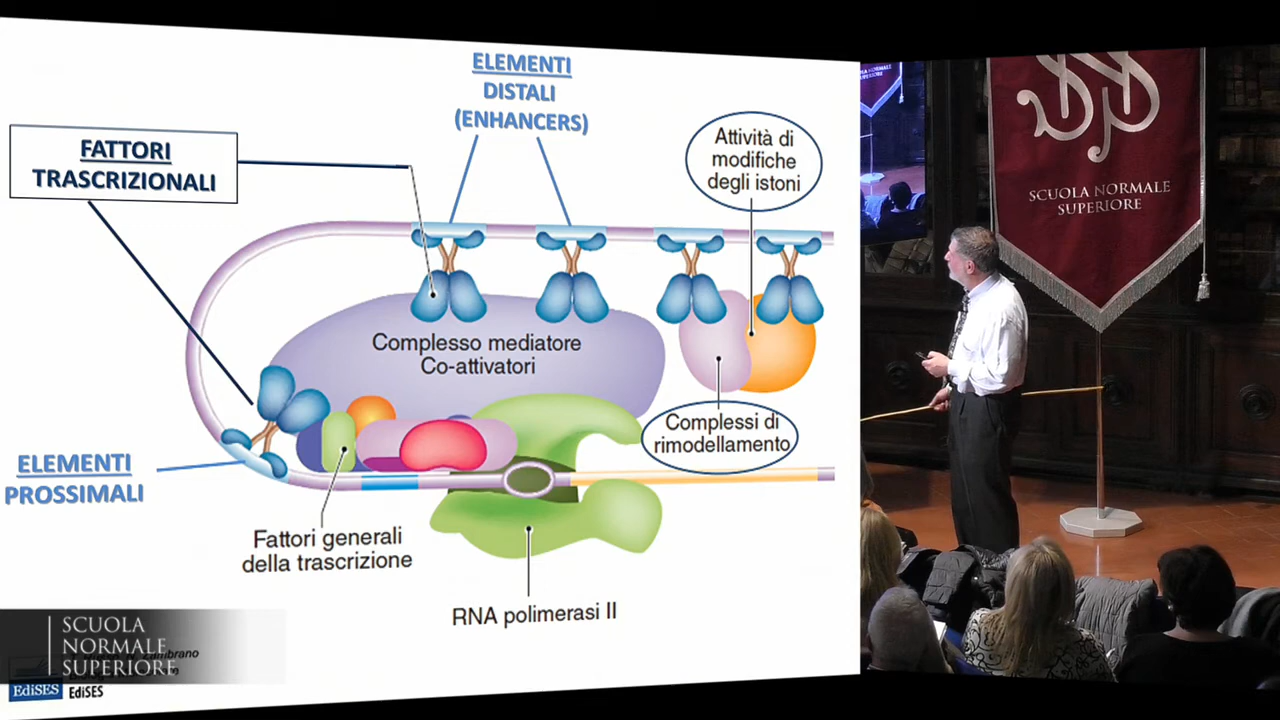 ELEMENTI
DISTALI
(ENHANCERS)
FATTORI
TRASCRIZIONALI
Attività di
modifiche
degli istoni
Complesso mediatore
Co-attivatori
Complessi di
rimodellamento
ELEMENTI
PROSSIMALI
Fattori generali
della trascrizione
RNA polimerasi II
SCUOLA
NORMALE
SUPERIORE
EdiSES
EdiSES
SCUOLA NORMALE
SUPERIORE